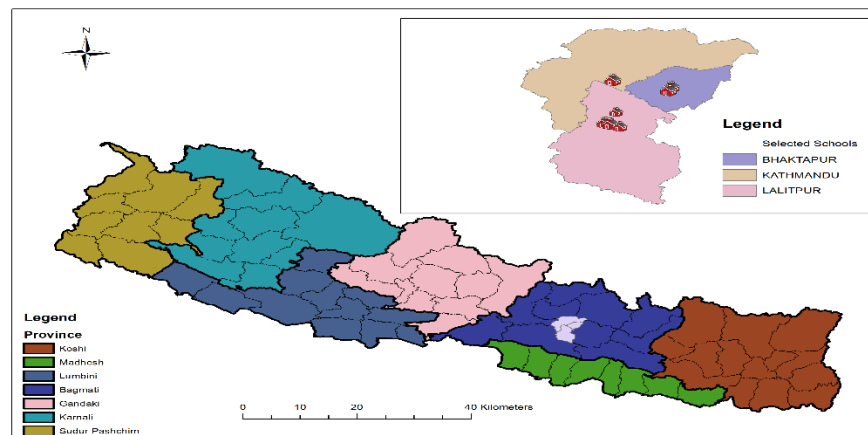 N
Legend
Selected Schools
BHAKTAPUR
KATHMANDU
LALITPUR
Legend
Province
Koshi
Madhesh
Lumbini
Bagmati
Gandaki
Karnali
Sudur Pashchim
0 10 20 40 Kilometers